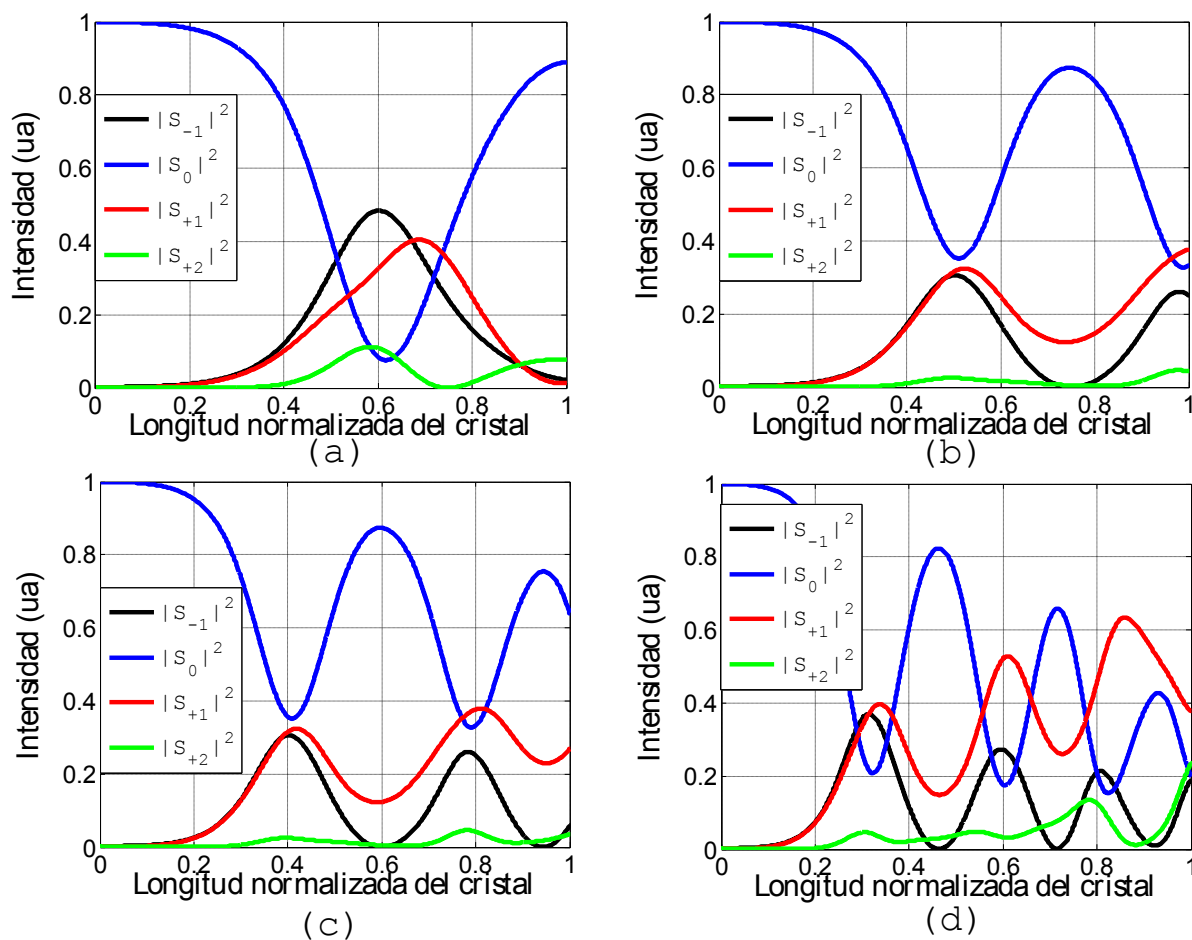 Intensidad (ua)
1
0.8
0.6
0.4
0.2
0
|S-1|²
|S0|²
|S+1|²
|S+2|²
0 0.2 0.4 0.6 0.8 1
Longitud normalizada del cristal
(a)
Intensidad (ua)
1
0.8
0.6
0.4
0.2
0
|S-1|²
|S0|²
|S+1|²
|S+2|²
0 0.2 0.4 0.6 0.8 1
Longitud normalizada del cristal
(b)
Intensidad (ua)
1
0.8
0.6
0.4
0.2
0
|S-1|²
|S0|²
|S+1|²
|S+2|²
0 0.2 0.4 0.6 0.8 1
Longitud normalizada del cristal
(c)
Intensidad (ua)
1
0.8
0.6
0.4
0.2
0
|S-1|²
|S0|²
|S+1|²
|S+2|²
0 0.2 0.4 0.6 0.8 1
Longitud normalizada del cristal
(d)